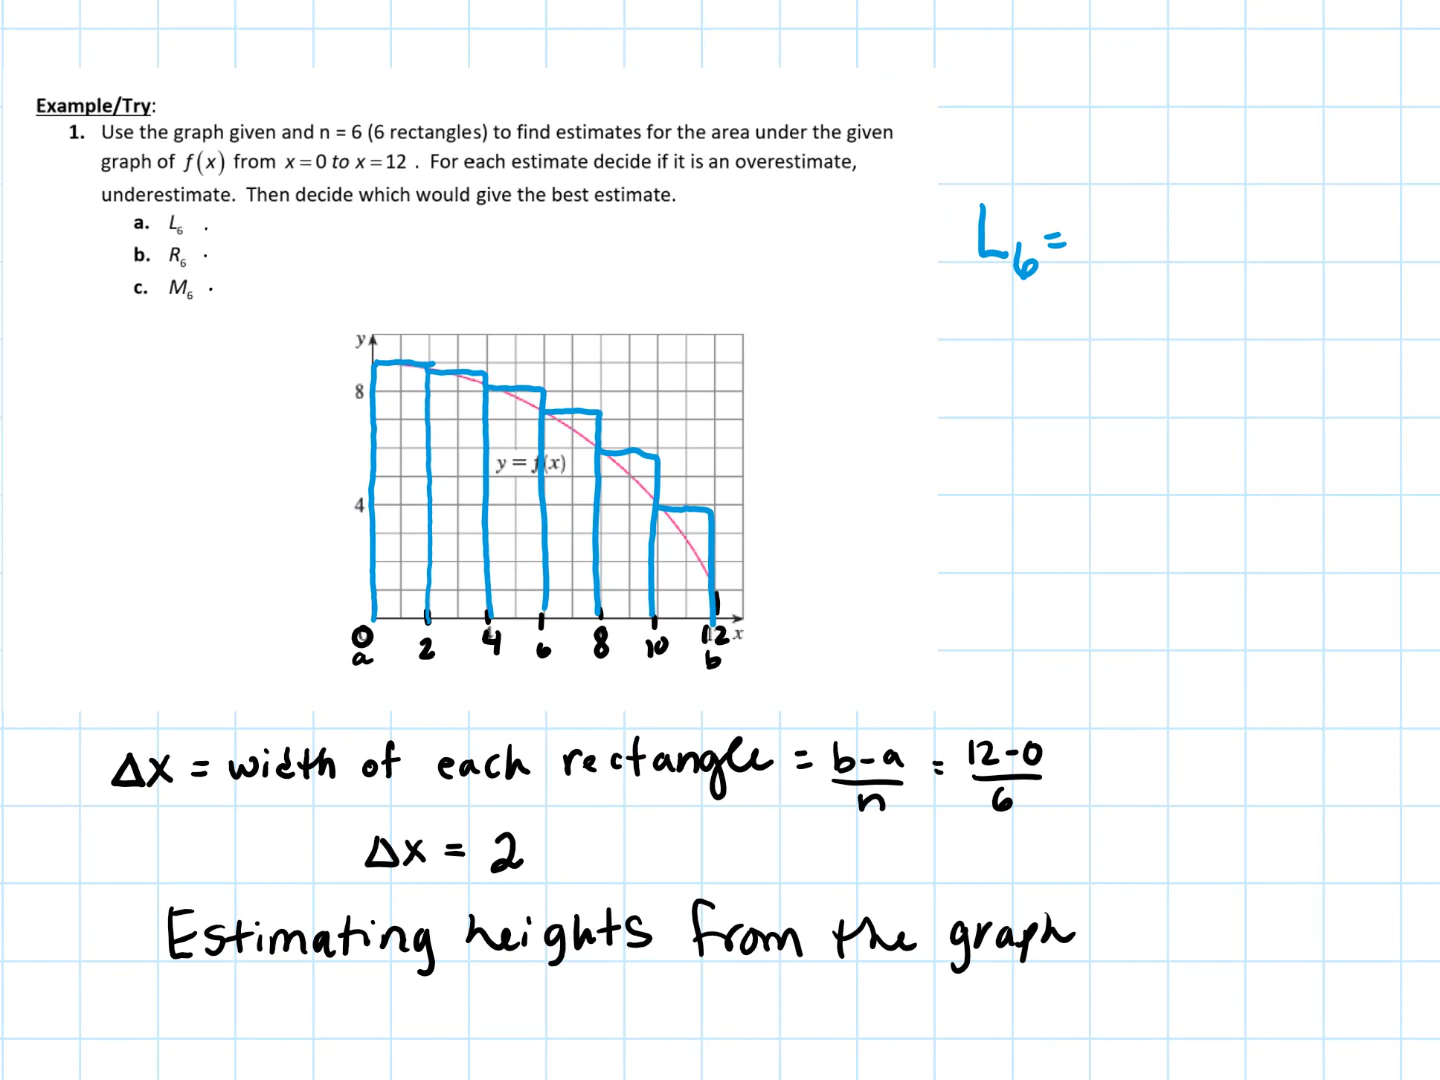 Example/Try:
1. Use the graph given and n = 6 (6 rectangles) to find estimates for the area under the given
graph of f(x) from x = 0 to x = 12 . For each estimate decide if it is an overestimate,
underestimate. Then decide which would give the best estimate.
a. L₆ .
b. R₆ .
c. M₆ .
L₆ =
y
8
y = f(x)
4
0 2 4 6 8 10 12 x
a b
Δx = width of each rectangle = b-a/n = 12-0/6
Δx = 2
Estimating heights from the graph